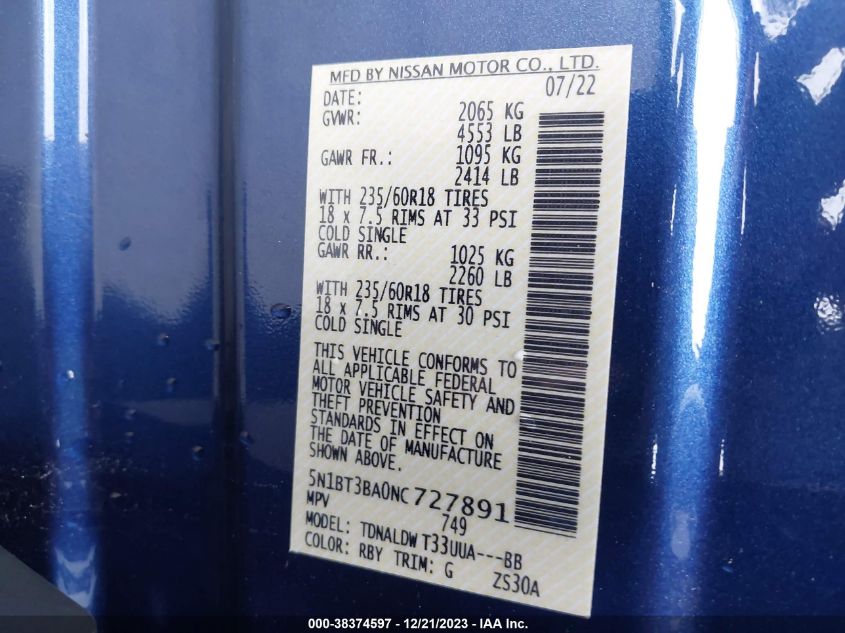 MFD BY NISSAN MOTOR CO., LTD.
DATE: 07/22
GVWR: 2065 KG
4553 LB
GAWR FR.: 1095 KG
2414 LB
WITH 235/60R18 TIRES
18 x 7.5 RIMS AT 33 PSI
COLD SINGLE
GAWR RR.: 1025 KG
2260 LB
WITH 235/60R18 TIRES
18 x 7.5 RIMS AT 30 PSI
COLD SINGLE
THIS VEHICLE CONFORMS TO
ALL APPLICABLE FEDERAL
MOTOR VEHICLE SAFETY AND
THEFT PREVENTION
STANDARDS IN EFFECT ON
THE DATE OF MANUFACTURE
SHOWN ABOVE.
5N1BT3BA0NC727891
MPV 749
MODEL: TDNALDW T33UUA---BB
COLOR: RBY TRIM: G ZS30A
000-38374597 - 12/21/2023 - IAA Inc.